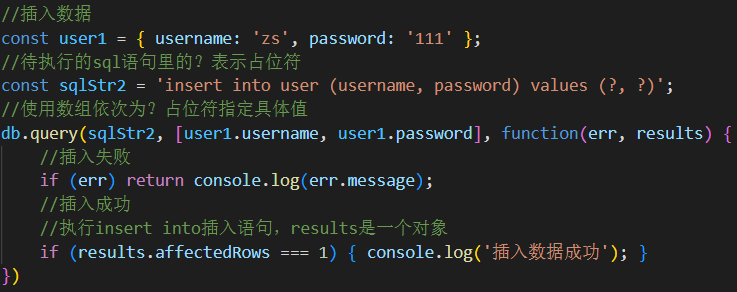 //插入数据
const user1 = { username: 'zs', password: '111' };
//待执行的sql语句里的？表示占位符
const sqlStr2 = 'insert into user (username, password) values (?, ?)';
//使用数组依次为？占位符指定具体值
db.query(sqlStr2, [user1.username, user1.password], function(err, results) {
    //插入失败
    if (err) return console.log(err.message);
    //插入成功
    //执行insert into插入语句，results是一个对象
    if (results.affectedRows === 1) { console.log('插入数据成功'); }
})